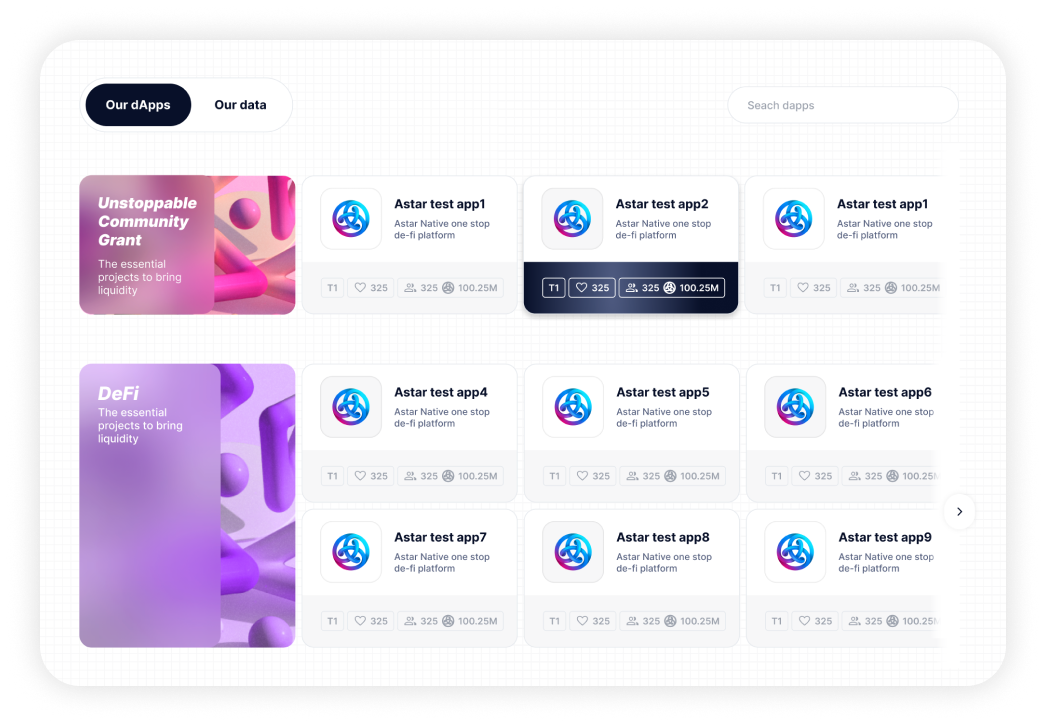 Our dApps
Our data
Seach dapps
Unstoppable
Community
Grant
The essential
projects to bring
liquidity
Astar test app1
Astar Native one stop
de-fi platform
T1 325 325 100.25M
Astar test app2
Astar Native one stop
de-fi platform
T1 325 325 100.25M
Astar test app1
Astar Native one stop
de-fi platform
T1 325 325 100.25M
DeFi
The essential
projects to bring
liquidity
Astar test app4
Astar Native one stop
de-fi platform
T1 325 325 100.25M
Astar test app5
Astar Native one stop
de-fi platform
T1 325 325 100.25M
Astar test app6
Astar Native one stop
de-fi platform
T1 325 325 100.25M
Astar test app7
Astar Native one stop
de-fi platform
T1 325 325 100.25M
Astar test app8
Astar Native one stop
de-fi platform
T1 325 325 100.25M
Astar test app9
Astar Native one stop
de-fi platform
T1 325 325 100.25M